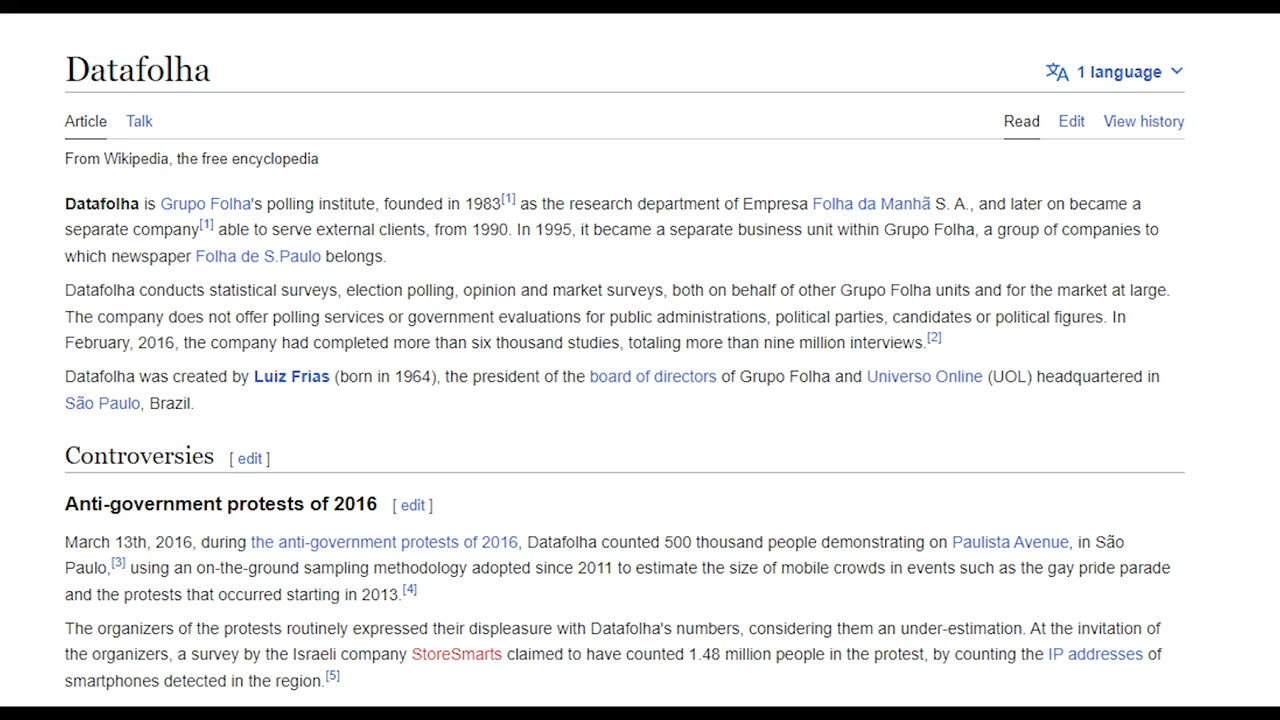 Datafolha
1 language
Article Talk
Read Edit View history
From Wikipedia, the free encyclopedia
Datafolha is Grupo Folha's polling institute, founded in 1983[1] as the research department of Empresa Folha da Manhã S. A., and later on became a
separate company[1] able to serve external clients, from 1990. In 1995, it became a separate business unit within Grupo Folha, a group of companies to
which newspaper Folha de S.Paulo belongs.
Datafolha conducts statistical surveys, election polling, opinion and market surveys, both on behalf of other Grupo Folha units and for the market at large.
The company does not offer polling services or government evaluations for public administrations, political parties, candidates or political figures. In
February, 2016, the company had completed more than six thousand studies, totaling more than nine million interviews.[2]
Datafolha was created by Luiz Frias (born in 1964), the president of the board of directors of Grupo Folha and Universo Online (UOL) headquartered in
São Paulo, Brazil.
Controversies [ edit ]
Anti-government protests of 2016 [ edit ]
March 13th, 2016, during the anti-government protests of 2016, Datafolha counted 500 thousand people demonstrating on Paulista Avenue, in São
Paulo,[3] using an on-the-ground sampling methodology adopted since 2011 to estimate the size of mobile crowds in events such as the gay pride parade
and the protests that occurred starting in 2013.[4]
The organizers of the protests routinely expressed their displeasure with Datafolha's numbers, considering them an under-estimation. At the invitation of
the organizers, a survey by the Israeli company StoreSmarts claimed to have counted 1.48 million people in the protest, by counting the IP addresses of
smartphones detected in the region.[5]